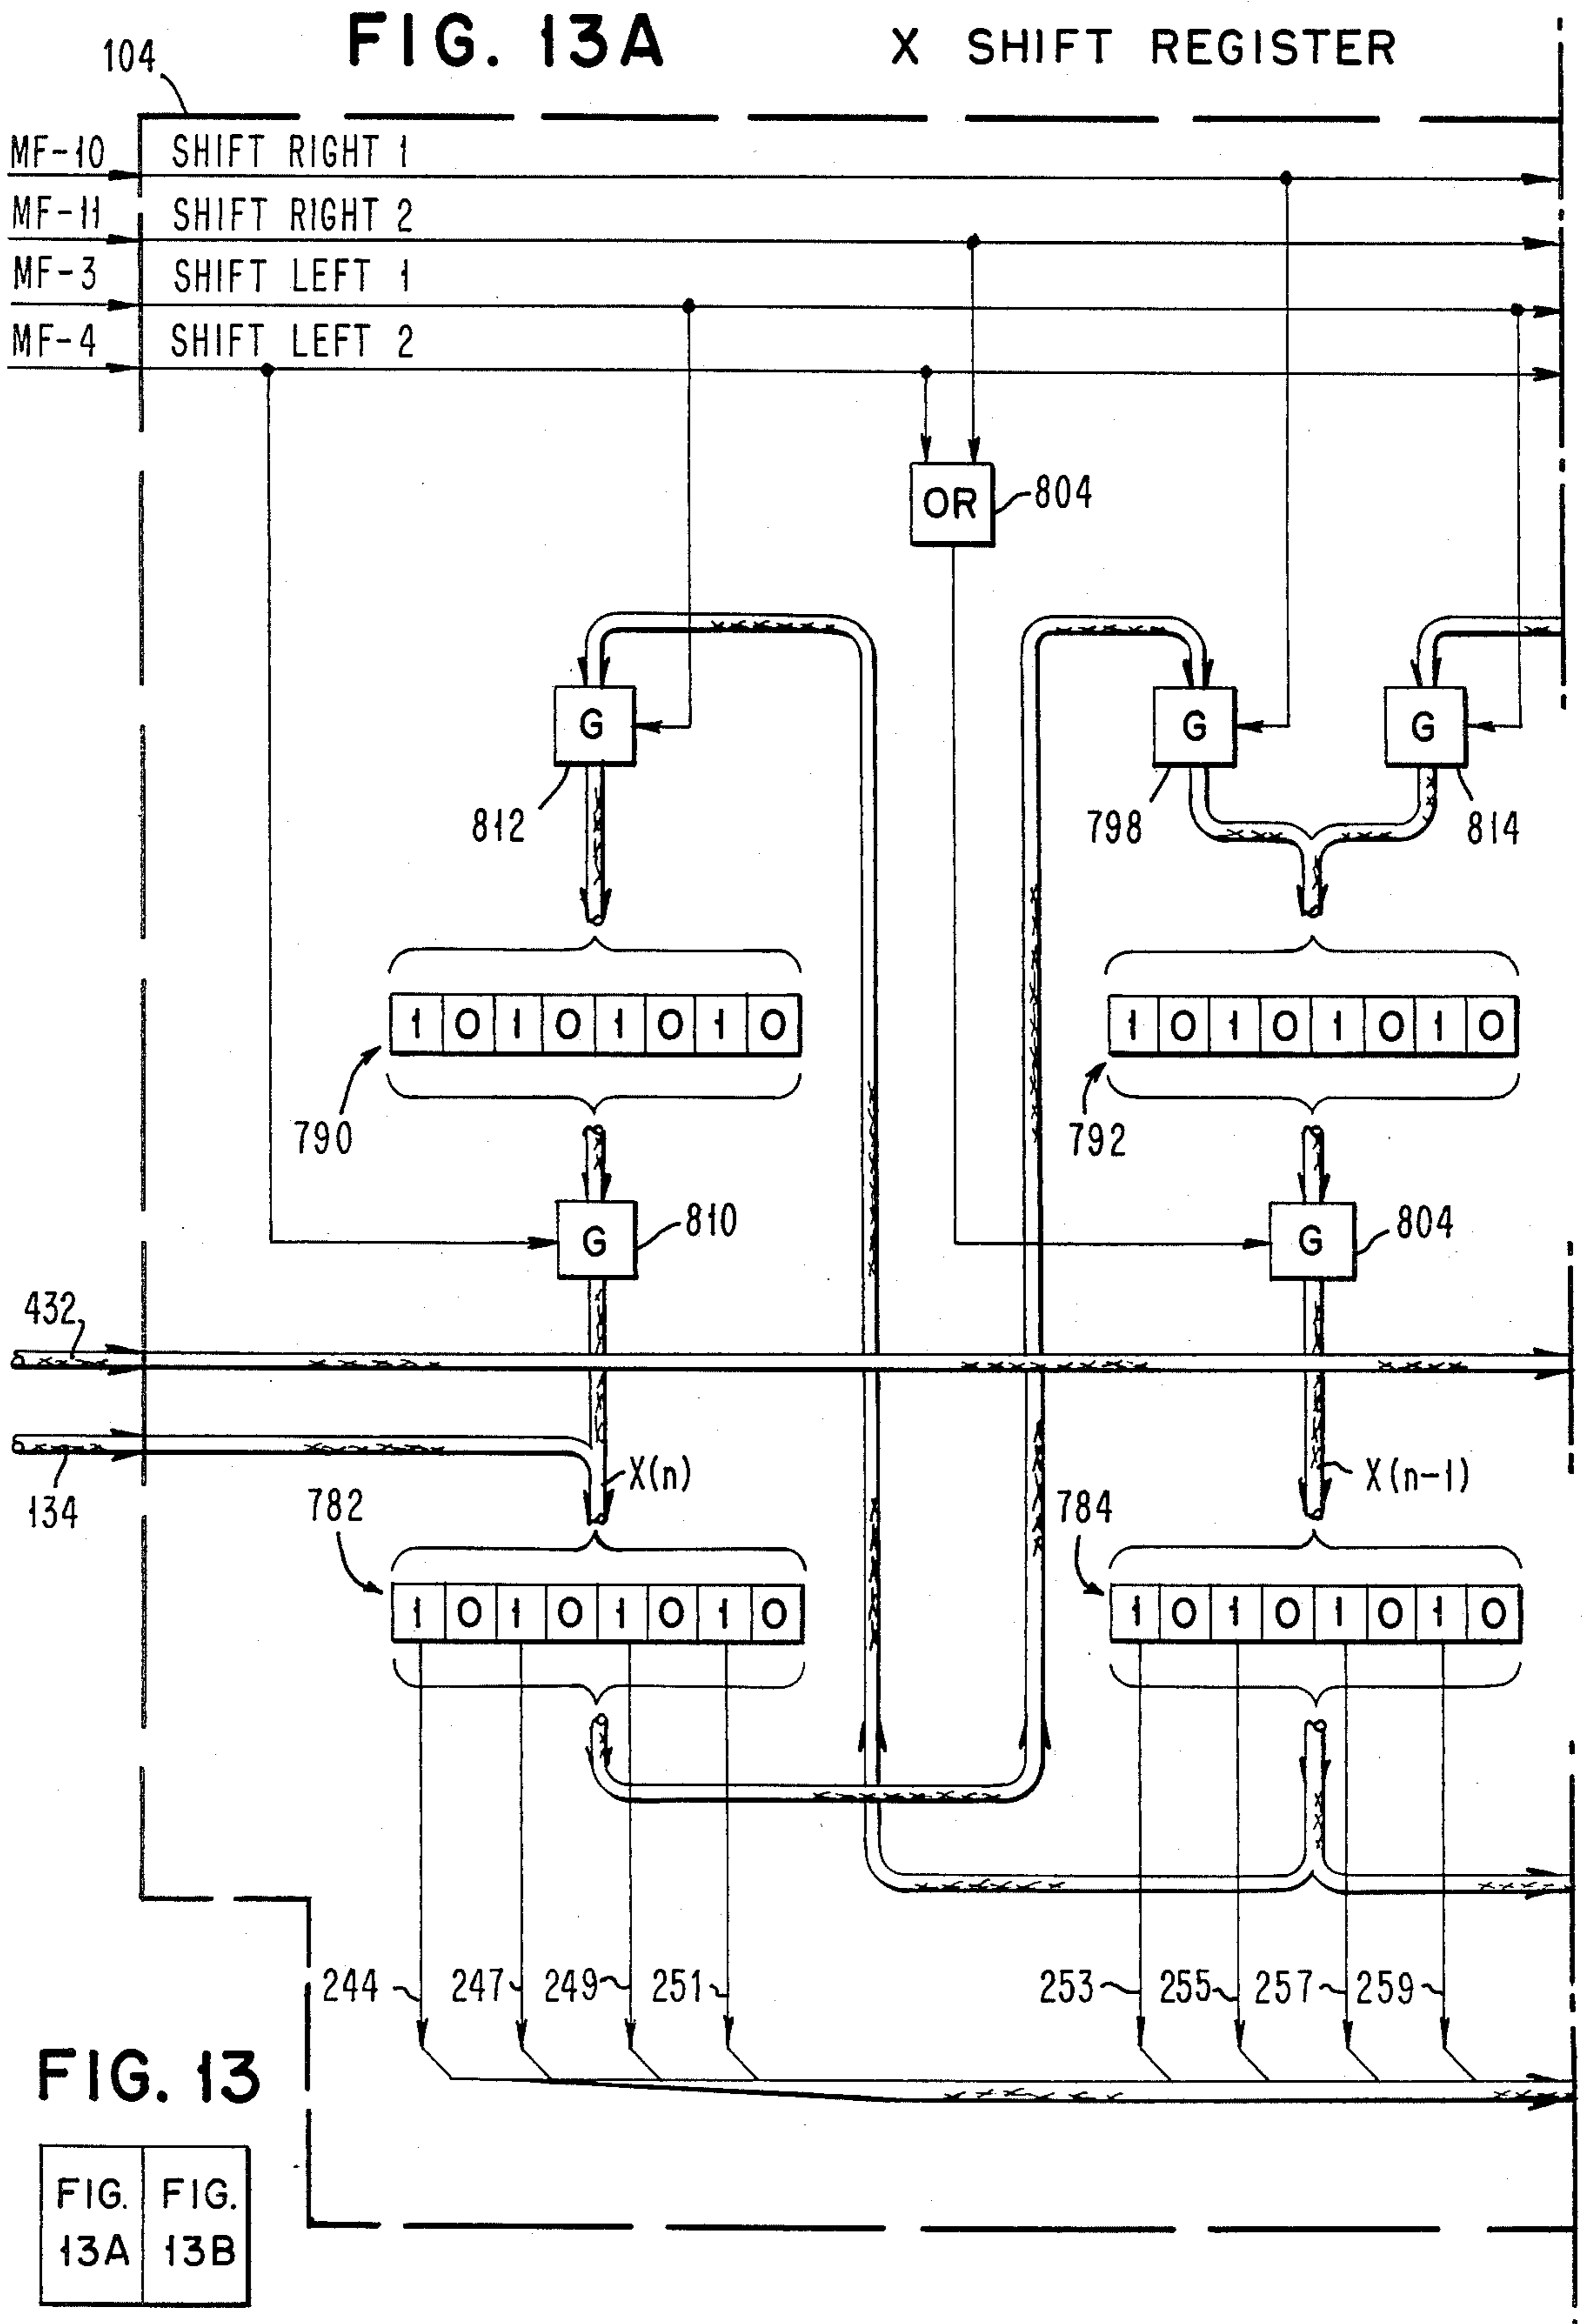 FIG. 13A X SHIFT REGISTER
104
MF-10 SHIFT RIGHT 1
MF-11 SHIFT RIGHT 2
MF-3 SHIFT LEFT 1
MF-4 SHIFT LEFT 2
OR 804
G G G
812 798 814
1 0 1 0 1 0 1 0 1 0 1 0 1 0 1 0
790 792
G 810 G 804
432
134
X(n) X(n-1)
782 784
1 0 1 0 1 0 1 0 1 0 1 0 1 0 1 0
244 247 249 251 253 255 257 259
FIG. 13
FIG. FIG.
13A 13B